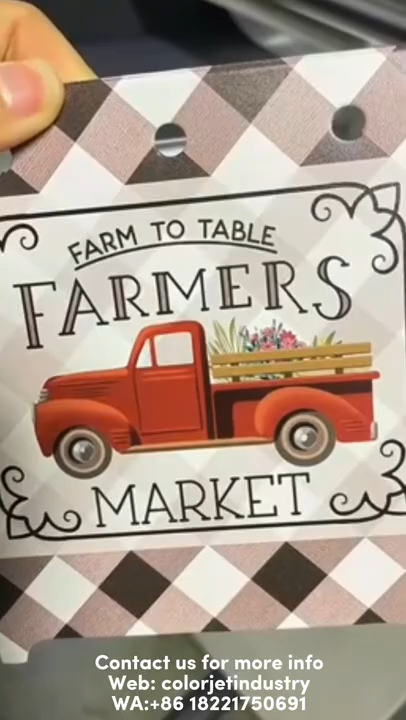 FARM TO TABLE
FARMERS
MARKET
Contact us for more info
Web: colorjetindustry
WA:+86 18221750691